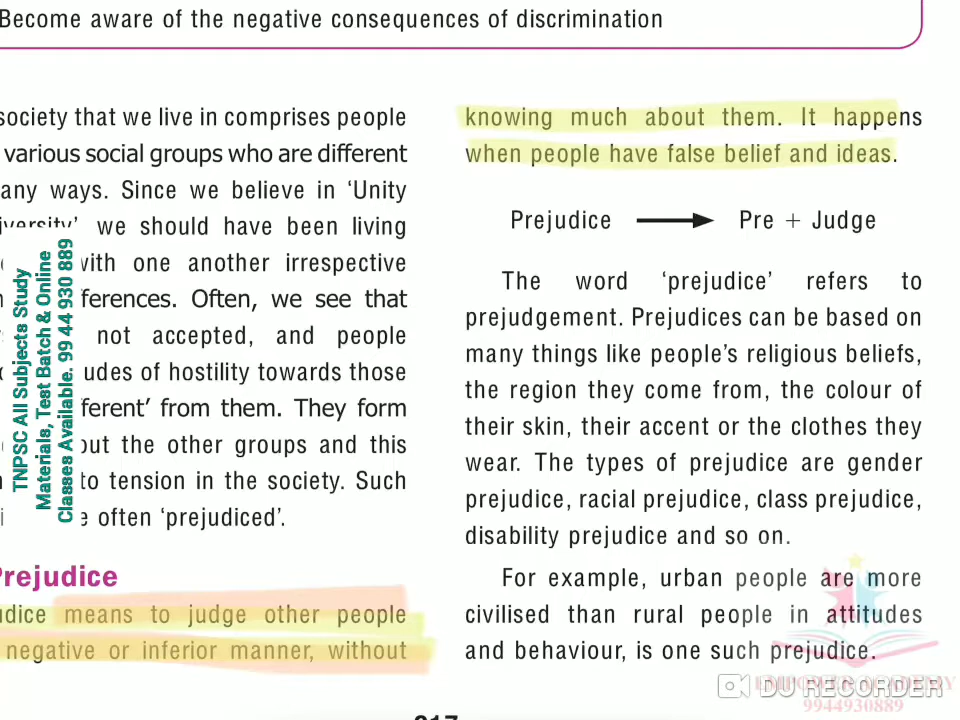 Become aware of the negative consequences of discrimination
society that we live in comprises people
various social groups who are different
any ways. Since we believe in ‘Unity
we should have been living
with one another irrespective
ferences. Often, we see that
not accepted, and people
udes of hostility towards those
ferent’ from them. They form
out the other groups and this
to tension in the society. Such
e often ‘prejudiced’.
Prejudice
udice means to judge other people
negative or inferior manner, without
knowing much about them. It happens
when people have false belief and ideas.
Prejudice Pre + Judge
The word ‘prejudice’ refers to
prejudgement. Prejudices can be based on
many things like people’s religious beliefs,
the region they come from, the colour of
their skin, their accent or the clothes they
wear. The types of prejudice are gender
prejudice, racial prejudice, class prejudice,
disability prejudice and so on.
For example, urban people are more
civilised than rural people in attitudes
and behaviour, is one such prejudice.
TNPSC All Subjects Study
Materials, Test Batch & Online
Classes Available. 99 44 930 889
EMPOWER ACADEMY
DU RECORDER
9944930889
217